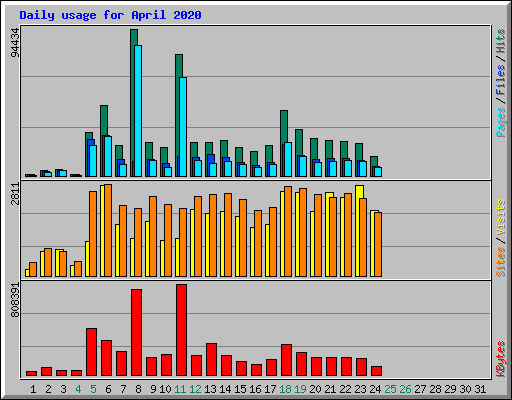 Daily usage for April 2020
94434
Pages / Files / Hits
2811
Sites / Visits
808391
KBytes
1 2 3 4 5 6 7 8 9 10 11 12 13 14 15 16 17 18 19 20 21 22 23 24 25 26 27 28 29 30 31